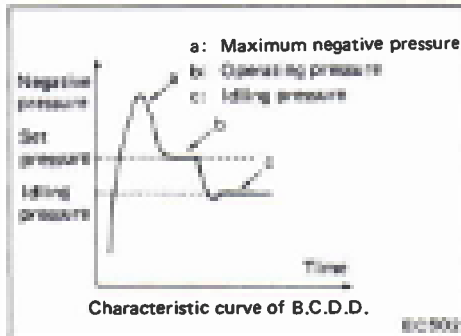 a: Maximum negative pressure
b: Operating pressure
c: Idling pressure
Negative
pressure
a
b
Set
pressure
c
Idling
pressure
Time
Characteristic curve of B.C.D.D.